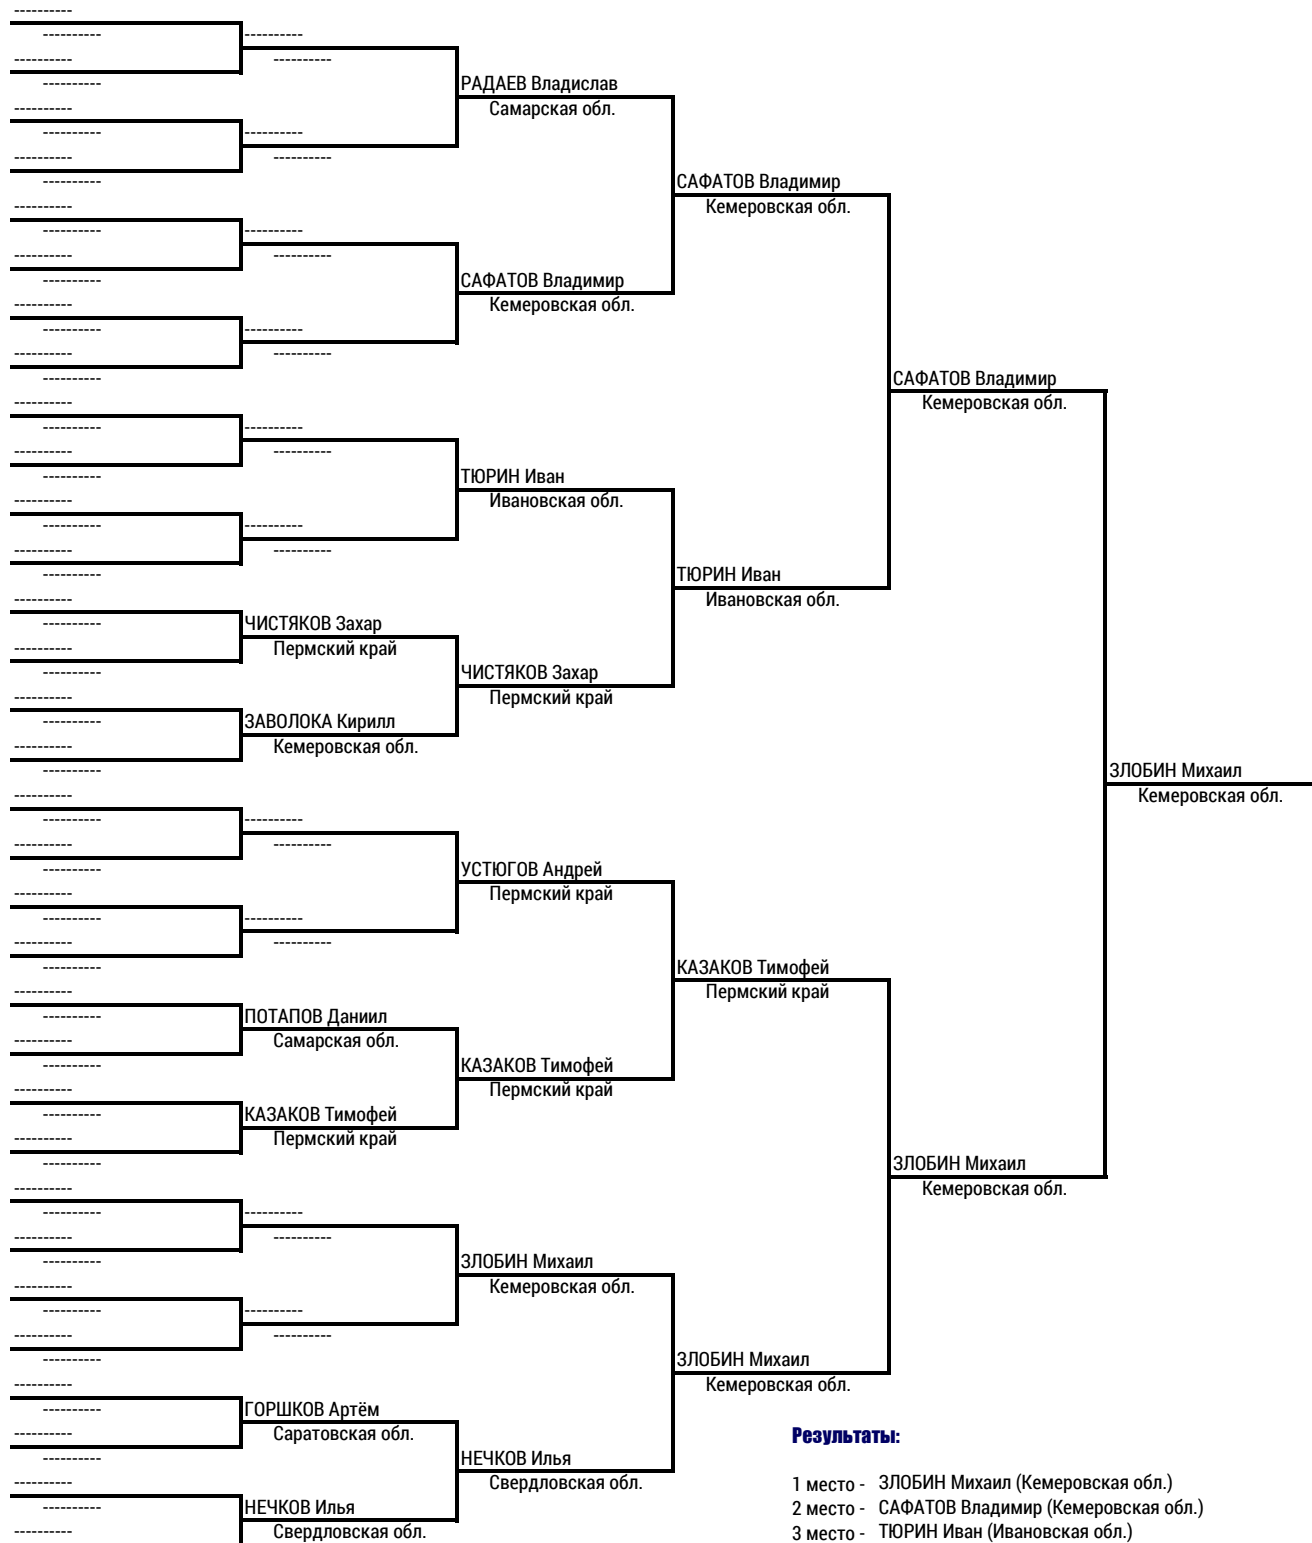 ----------
----------
----------
----------
----------
----------
РАДАЕВ Владислав
Самарская обл.
----------
----------
----------
----------
----------
----------
САФАТОВ Владимир
Кемеровская обл.
----------
----------
----------
----------
----------
----------
САФАТОВ Владимир
Кемеровская обл.
----------
----------
----------
----------
----------
----------
САФАТОВ Владимир
Кемеровская обл.
----------
----------
----------
----------
----------
----------
ТЮРИН Иван
Ивановская обл.
----------
----------
----------
----------
----------
----------
ТЮРИН Иван
Ивановская обл.
----------
----------
ЧИСТЯКОВ Захар
Пермский край
----------
----------
ЧИСТЯКОВ Захар
Пермский край
----------
----------
ЗАВОЛОКА Кирилл
Кемеровская обл.
----------
----------
ЗЛОБИН Михаил
Кемеровская обл.
----------
----------
----------
----------
----------
----------
УСТЮГОВ Андрей
Пермский край
----------
----------
----------
----------
----------
----------
КАЗАКОВ Тимофей
Пермский край
----------
----------
ПОТАПОВ Даниил
Самарская обл.
----------
----------
КАЗАКОВ Тимофей
Пермский край
----------
----------
КАЗАКОВ Тимофей
Пермский край
----------
----------
ЗЛОБИН Михаил
Кемеровская обл.
----------
----------
----------
----------
----------
----------
ЗЛОБИН Михаил
Кемеровская обл.
----------
----------
----------
----------
----------
----------
ЗЛОБИН Михаил
Кемеровская обл.
----------
----------
ГОРШКОВ Артём
Саратовская обл.
----------
----------
НЕЧКОВ Илья
Свердловская обл.
----------
----------
НЕЧКОВ Илья
Свердловская обл.
----------
Результаты:
1 место - ЗЛОБИН Михаил (Кемеровская обл.)
2 место - САФАТОВ Владимир (Кемеровская обл.)
3 место - ТЮРИН Иван (Ивановская обл.)